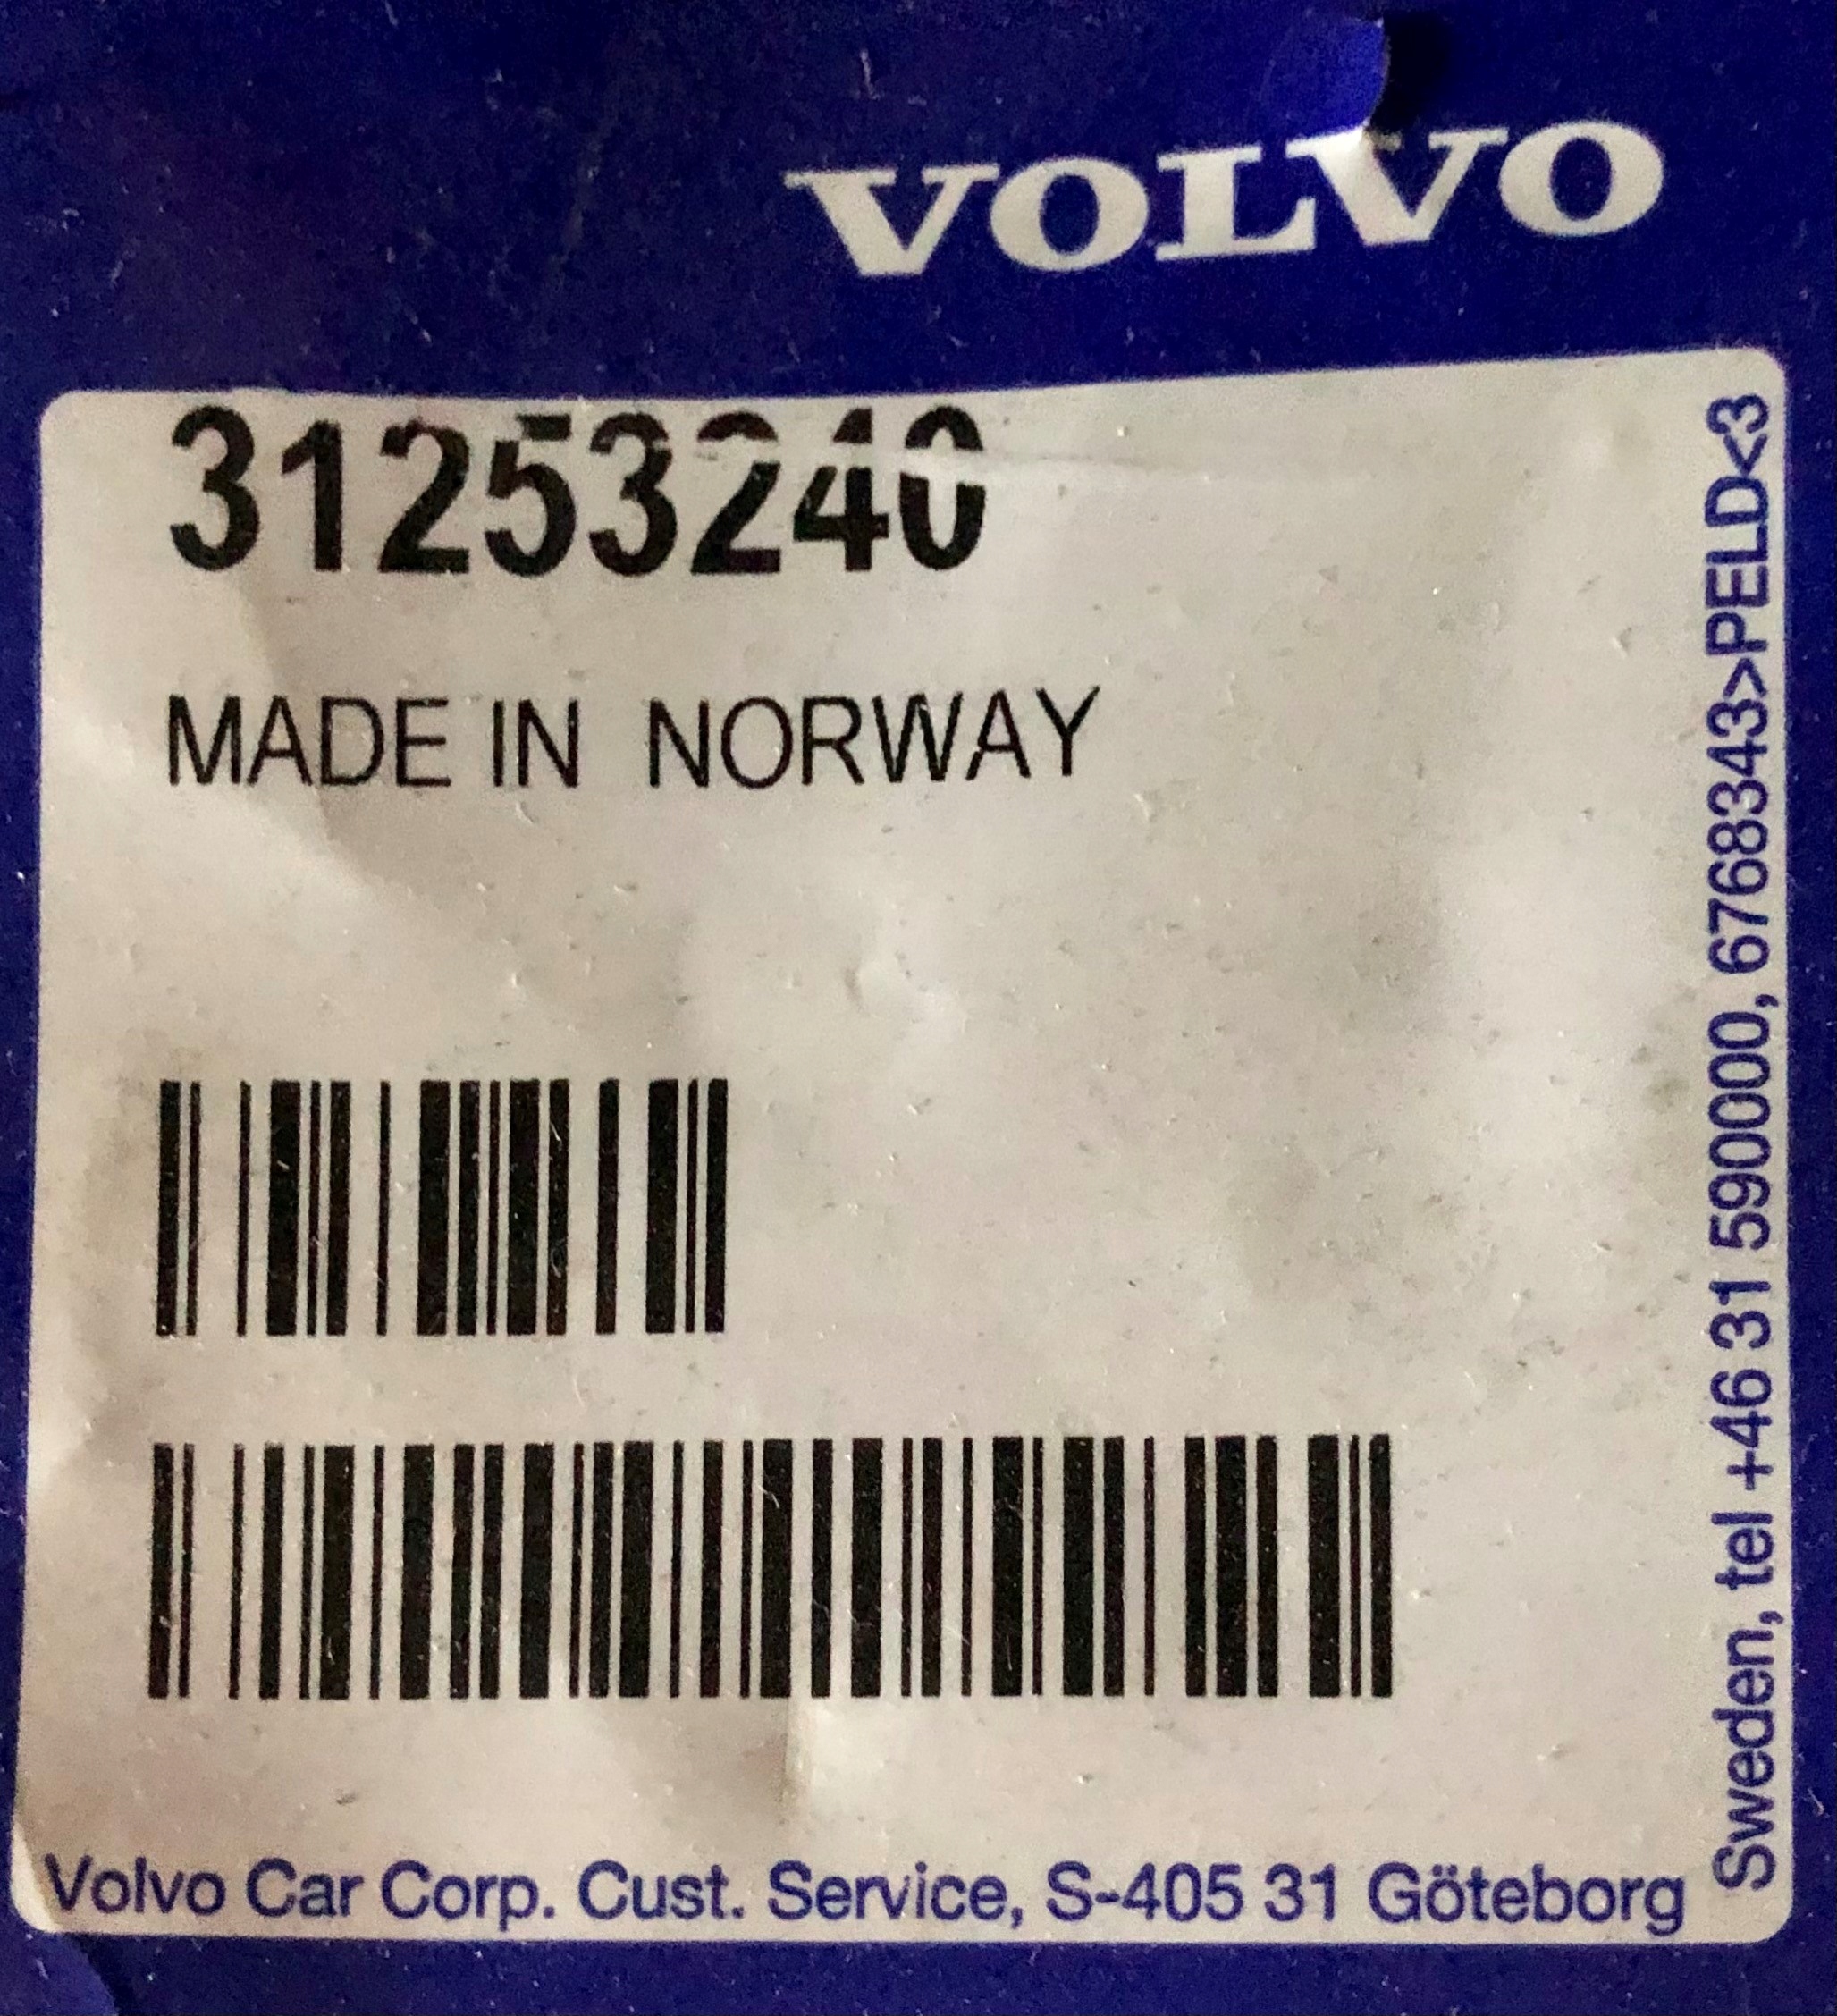 VOLVO
31253240
MADE IN NORWAY
Volvo Car Corp. Cust. Service, S-405 31 Göteborg
Sweden, tel +46 31 590000, 6768343>PELD<3